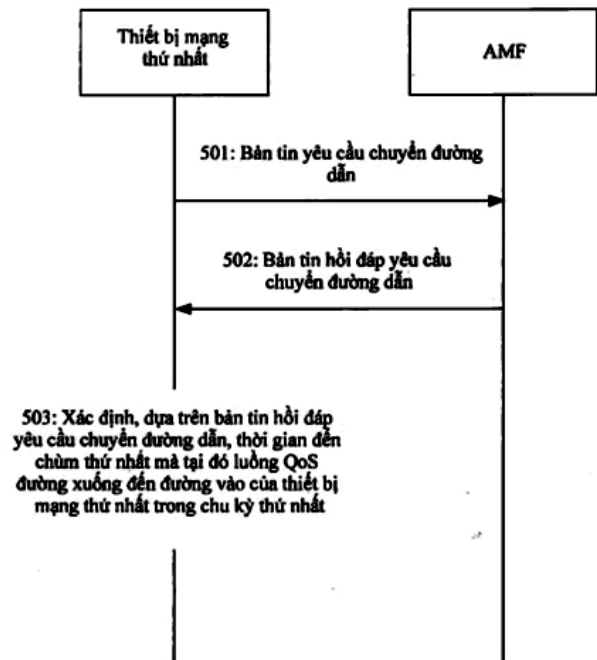 Thiết bị mạng
thứ nhất
AMF
501: Bản tin yêu cầu chuyển đường
dẫn
502: Bản tin hồi đáp yêu cầu
chuyển đường dẫn
503: Xác định, dựa trên bản tin hồi đáp
yêu cầu chuyển đường dẫn, thời gian đến
chùm thứ nhất mà tại đó luồng QoS
đường xuống đến đường vào của thiết bị
mạng thứ nhất trong chu kỳ thứ nhất